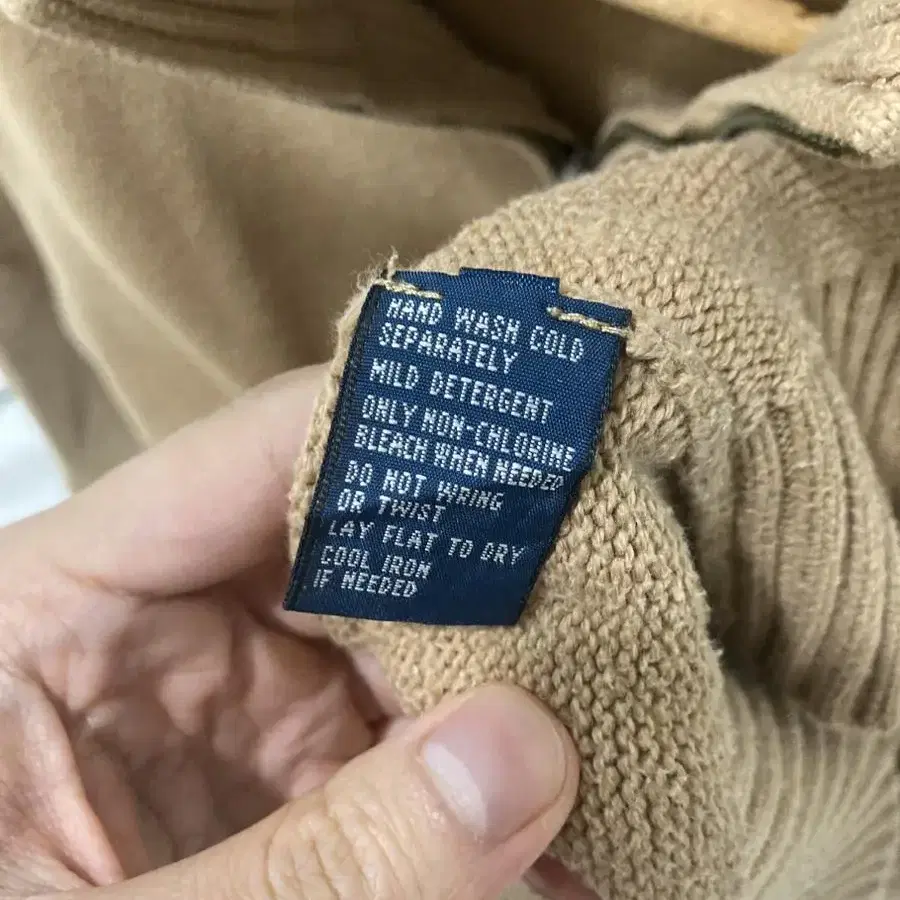 HAND WASH COLD
SEPARATELY
MILD DETERGENT
ONLY NON-CHLORINE
BLEACH WHEN NEEDED
DO NOT WRING
OR TWIST
LAY FLAT TO DRY
COOL IRON
IF NEEDED